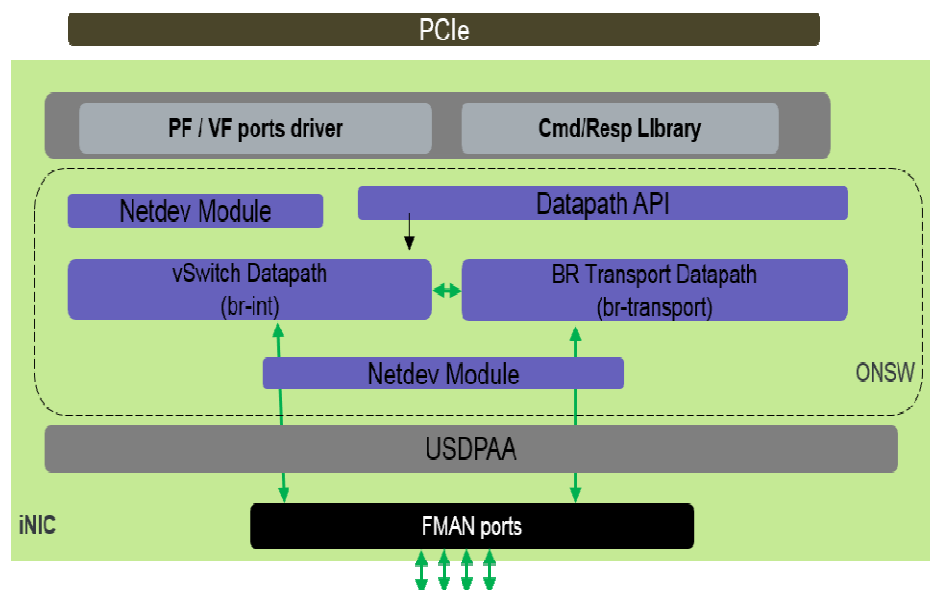 PCIe
PF / VF ports driver
Cmd/Resp LIbrary
Netdev Module
Datapath API
vSwitch Datapath
(br-int)
BR Transport Datapath
(br-transport)
Netdev Module
ONSW
USDPAA
iNIC
FMAN ports